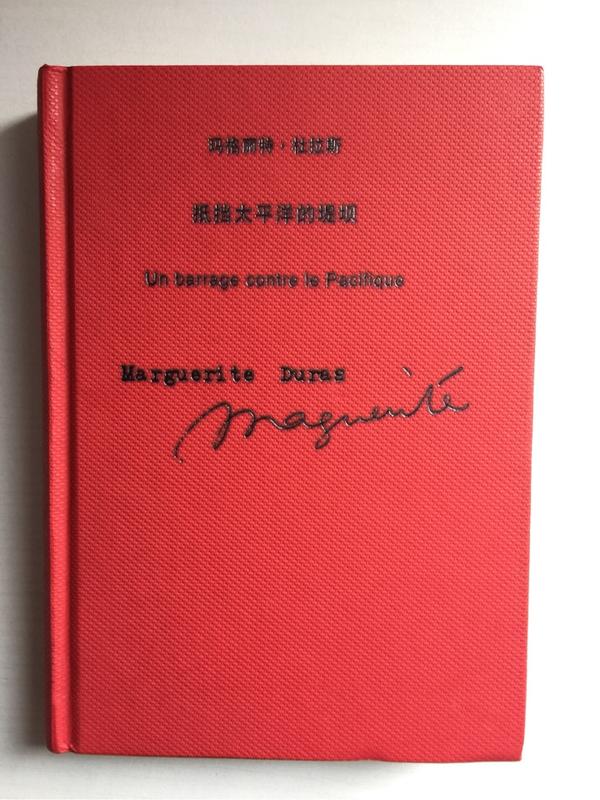 玛格丽特·杜拉斯
抵挡太平洋的堤坝
Un barrage contre le Pacifique
Marguerite Duras
Maguerite